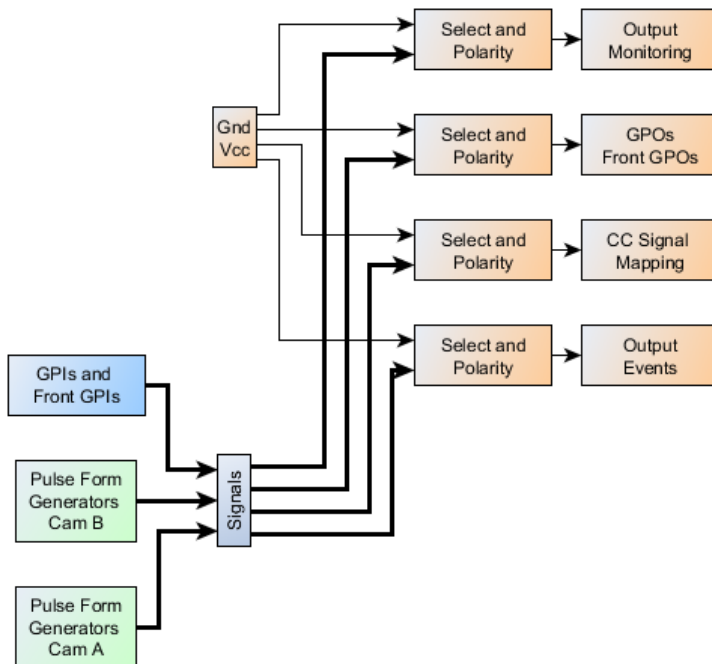 Select and
Polarity
Output
Monitoring
Gnd
Vcc
Select and
Polarity
GPOs
Front GPOs
Select and
Polarity
CC Signal
Mapping
Select and
Polarity
Output
Events
GPIs and
Front GPIs
Signals
Pulse Form
Generators
Cam B
Pulse Form
Generators
Cam A